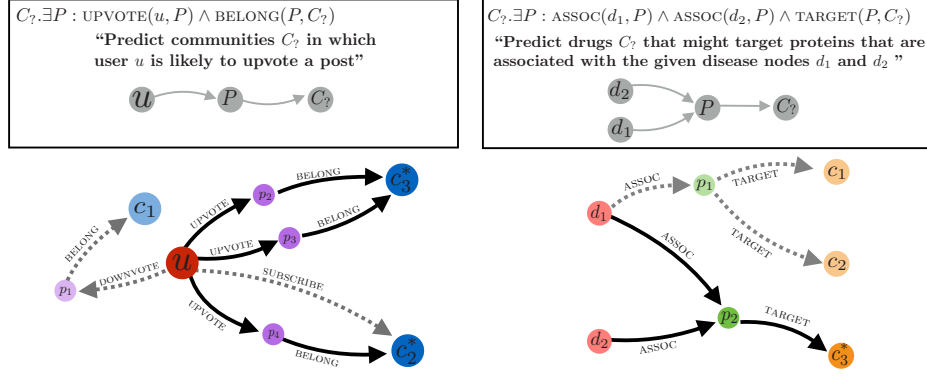 C?.∃P : UPVOTE(u, P) ∧ BELONG(P, C?)
“Predict communities C? in which
user u is likely to upvote a post”
u P C?
C?.∃P : ASSOC(d1, P) ∧ ASSOC(d2, P) ∧ TARGET(P, C?)
“Predict drugs C? that might target proteins that are
associated with the given disease nodes d1 and d2 ”
d2
P C?
d1
BELONG
c3*
p2
UPVOTE
c1
BELONG
p3
UPVOTE
BELONG
u
DOWNVOTE
SUBSCRIBE
p1
UPVOTE
p4
BELONG
c2*
c1
ASSOC
p1
TARGET
d1
TARGET
ASSOC
c2
p2
TARGET
d2
ASSOC
c3*